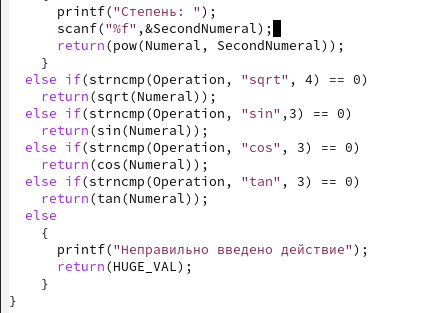 printf("Степень: ");
scanf("%f",&SecondNumeral);
return(pow(Numeral, SecondNumeral));
}
else if(strncmp(Operation, "sqrt", 4) == 0)
return(sqrt(Numeral));
else if(strncmp(Operation, "sin",3) == 0)
return(sin(Numeral));
else if(strncmp(Operation, "cos", 3) == 0)
return(cos(Numeral));
else if(strncmp(Operation, "tan", 3) == 0)
return(tan(Numeral));
else
{
printf("Неправильно введено действие");
return(HUGE_VAL);
}
}